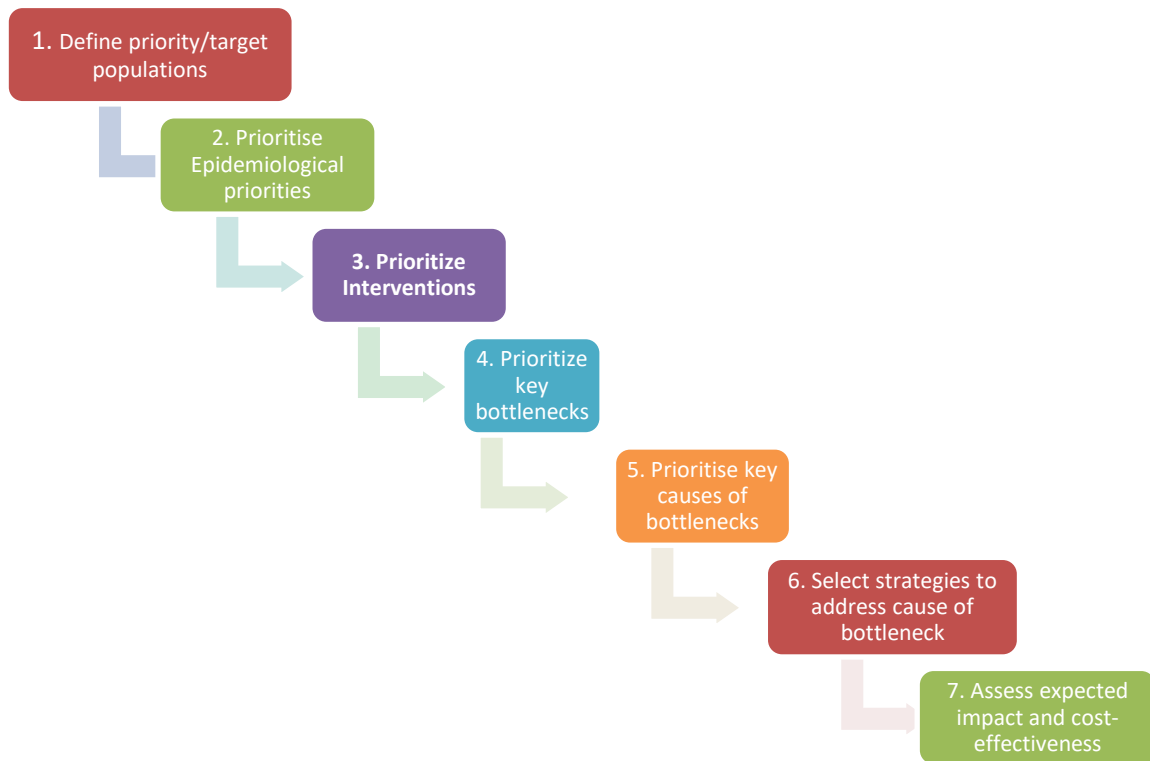 1. Define priority/target
populations
2. Prioritise
Epidemiological
priorities
3. Prioritize
Interventions
4. Prioritize
key
bottlenecks
5. Prioritise key
causes of
bottlenecks
6. Select strategies to
address cause of
bottleneck
7. Assess expected
impact and cost-
effectiveness